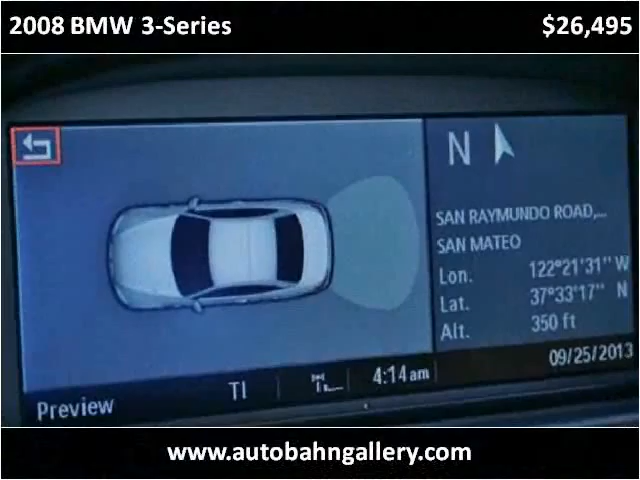 2008 BMW 3-Series
$26,495
N
SAN RAYMUNDO ROAD,...
SAN MATEO
Lon. 122°21'31" W
Lat. 37°33'17" N
Alt. 350 ft
09/25/2013
Preview TI 4:14 am
www.autobahngallery.com